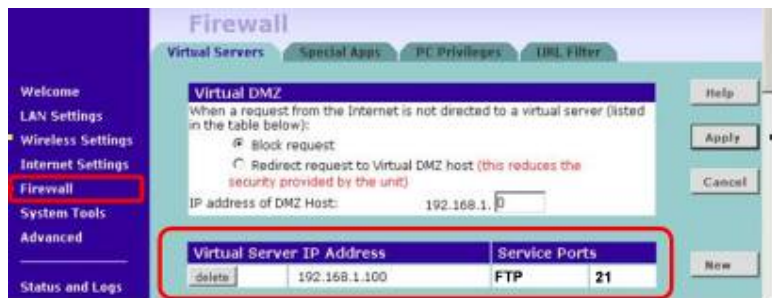 Firewall
Virtual Servers
Special Apps
PC Privileges
URL Filter
Welcome
LAN Settings
Wireless Settings
Internet Settings
Firewall
System Tools
Advanced
Status and Logs
Virtual DMZ
When a request from the Internet is not directed to a virtual server (listed
in the table below):
Block request
Redirect request to Virtual DMZ host (this reduces the
security provided by the unit)
IP address of DMZ Host: 192.168.1. 0
Virtual Server IP Address Service Ports
delete 192.168.1.100 FTP 21
Help
Apply
Cancel
New